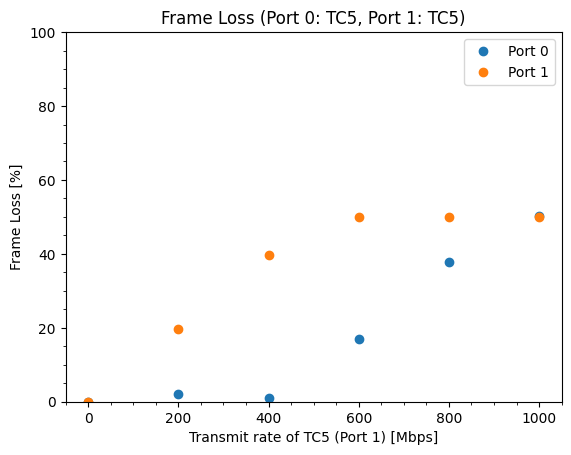 Frame Loss (Port 0: TC5, Port 1: TC5)
Port 0
Port 1
Frame Loss [%]
100
80
60
40
20
0
0 200 400 600 800 1000
Transmit rate of TC5 (Port 1) [Mbps]